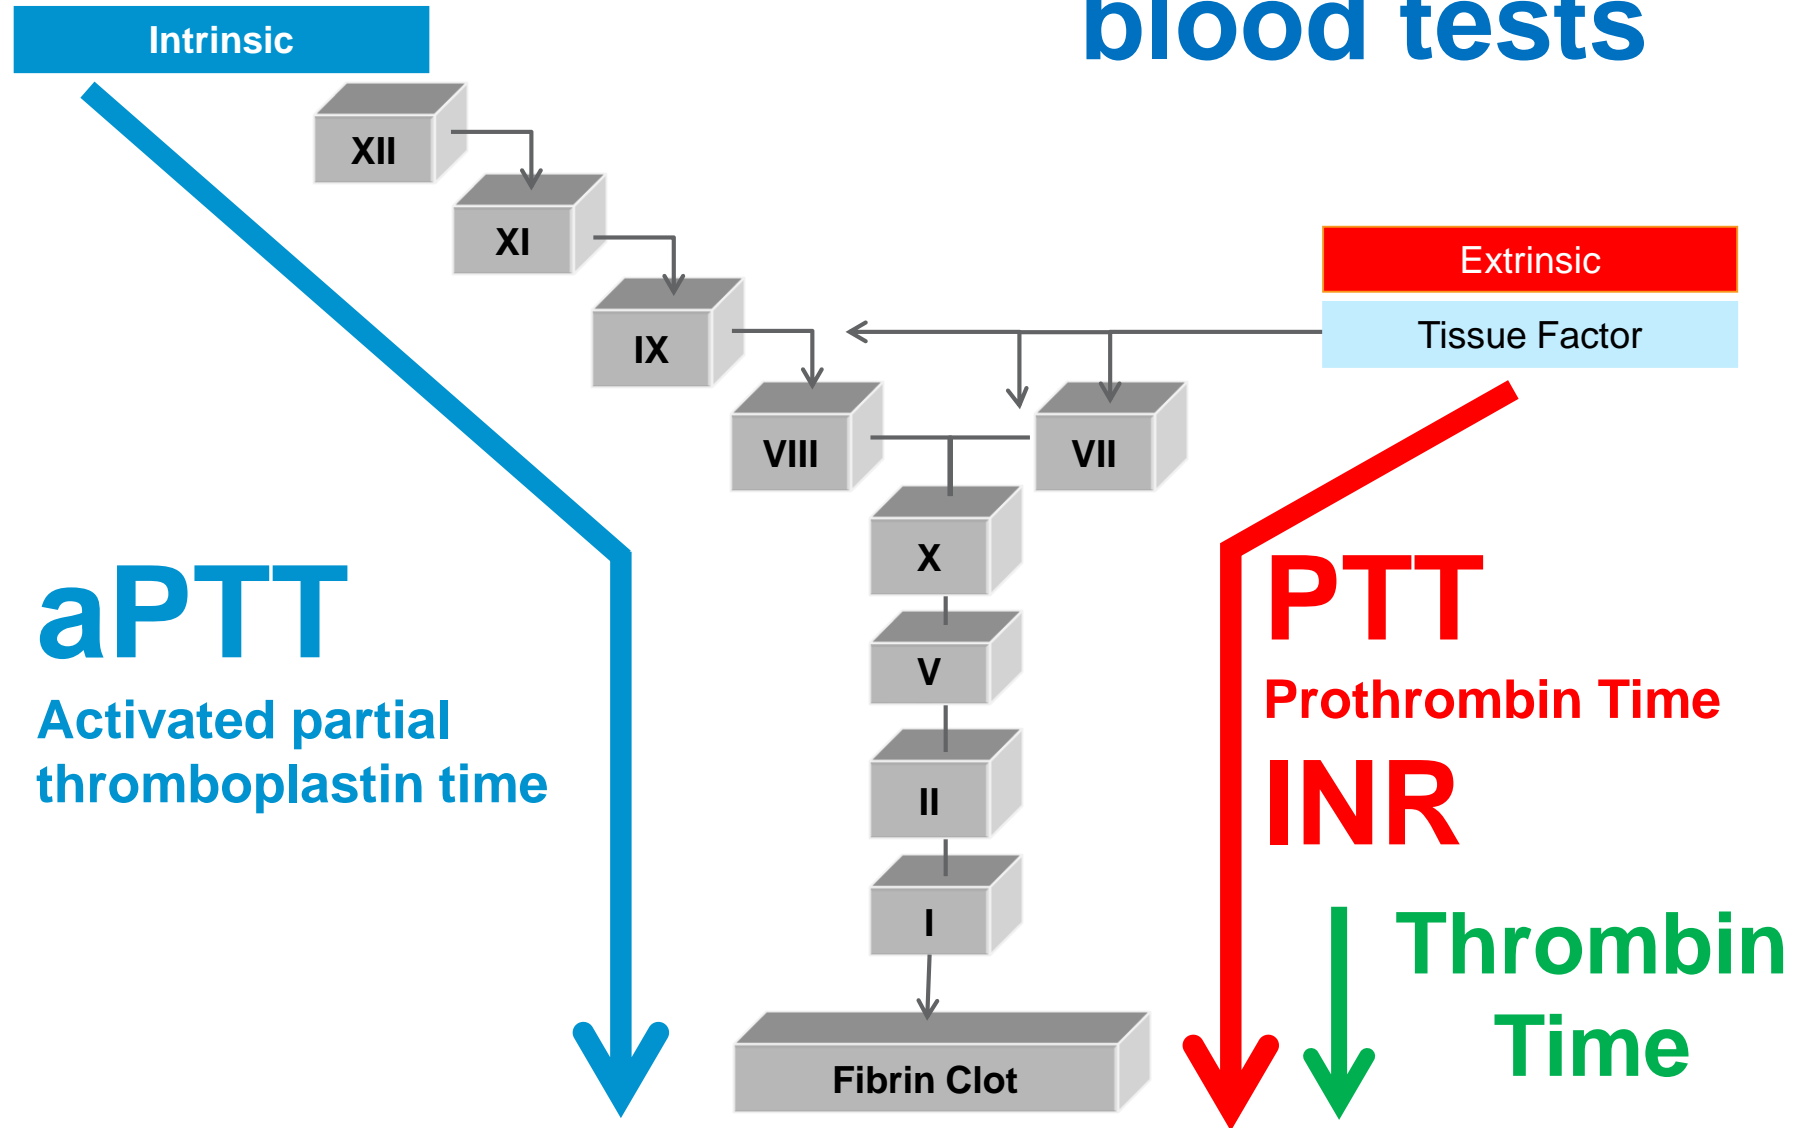 blood tests
Intrinsic
XII
XI
Extrinsic
Tissue Factor
IX
VIII
VII
X
aPTT
Activated partial
thromboplastin time
V
PTT
Prothrombin Time
INR
II
I
Thrombin
Time
Fibrin Clot